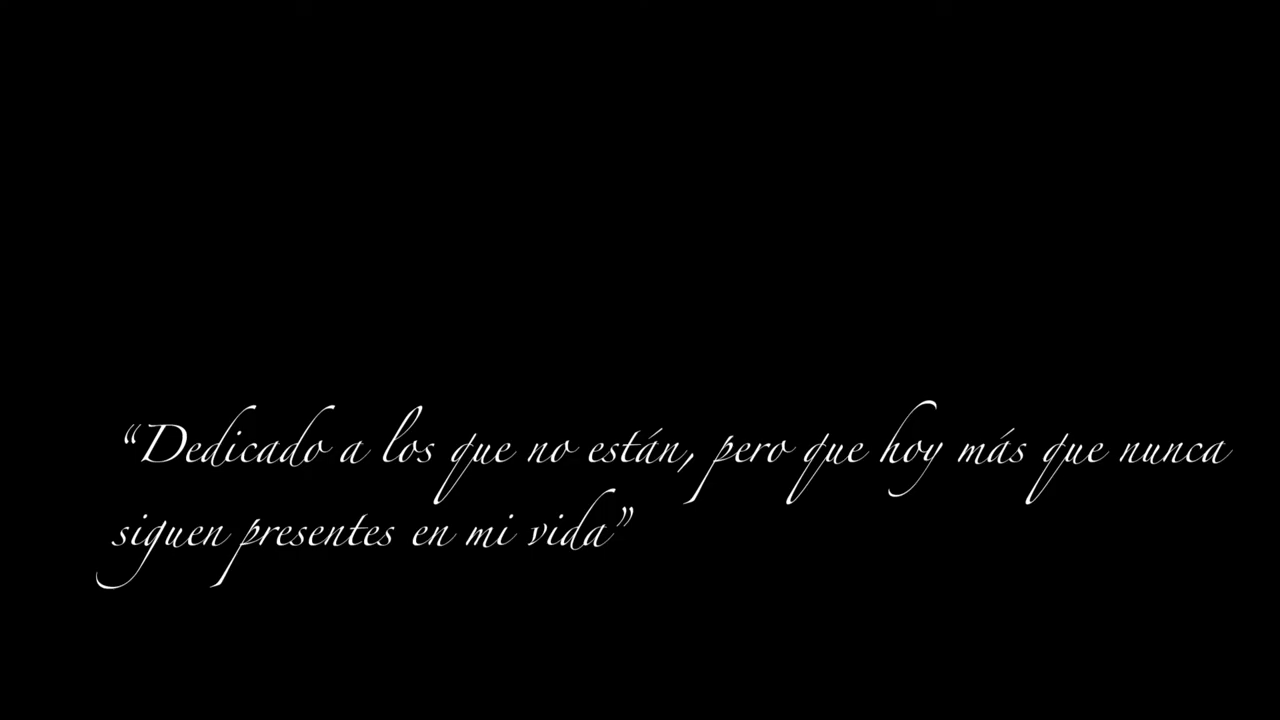 “Dedicado a los que no están, pero que hoy más que nunca
siguen presentes en mi vida”